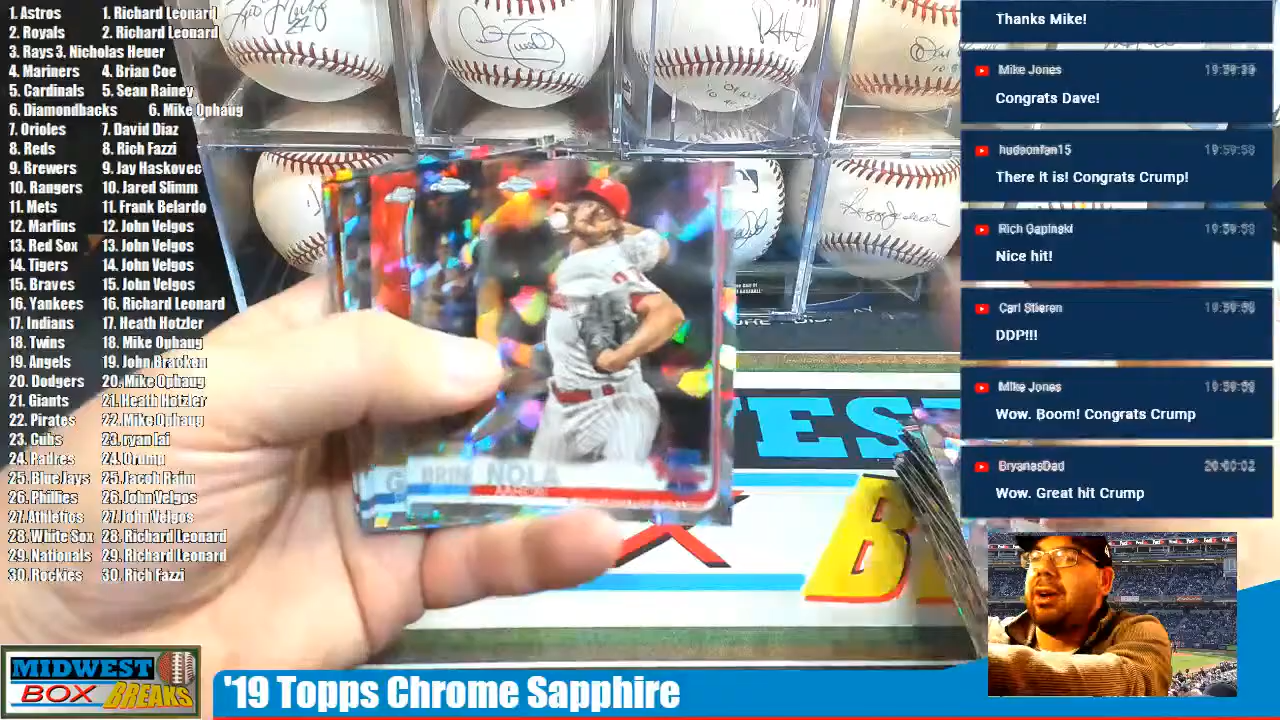 1. Astros 1. Richard Leonard
2. Royals 2. Richard Leonard
3. Rays 3. Nicholas Heuer
4. Mariners 4. Brian Coe
5. Cardinals 5. Sean Rainey
6. Diamondbacks 6. Mike Ophaug
7. Orioles 7. David Diaz
8. Reds 8. Rich Fazzi
9. Brewers 9. Jay Haskovec
10. Rangers 10. Jared Slimm
11. Mets 11. Frank Belardo
12. Marlins 12. John Velgos
13. Red Sox 13. John Velgos
14. Tigers 14. John Velgos
15. Braves 15. John Velgos
16. Yankees 16. Richard Leonard
17. Indians 17. Heath Hotzler
18. Twins 18. Mike Ophaug
19. Angels 19. John Bracken
20. Dodgers 20. Mike Ophaug
21. Giants 21. Heath Hotzler
22. Pirates 22. Mike Ophaug
23. Cubs 23. ryan lai
24. Padres 24. Crump
25. Blue Jays 25. Jacob Rain
26. Phillies 26. John Velgos
27. Athletics 27. John Velgos
28. White Sox 28. Richard Leonard
29. Nationals 29. Richard Leonard
30. Rockies 30. Rich Fazzi
NOLA
AARON
WEST
B
Thanks Mike!
Mike Jones 19:59:39
Congrats Dave!
hudsonfan15 19:59:58
There it is! Congrats Crump!
Rich Gapinski 19:59:58
Nice hit!
Carl Stieren 19:59:58
DDP!!!
Mike Jones 19:59:58
Wow. Boom! Congrats Crump
BryanasDad 20:00:02
Wow. Great hit Crump
MIDWEST
BOX BREAKS
'19 Topps Chrome Sapphire